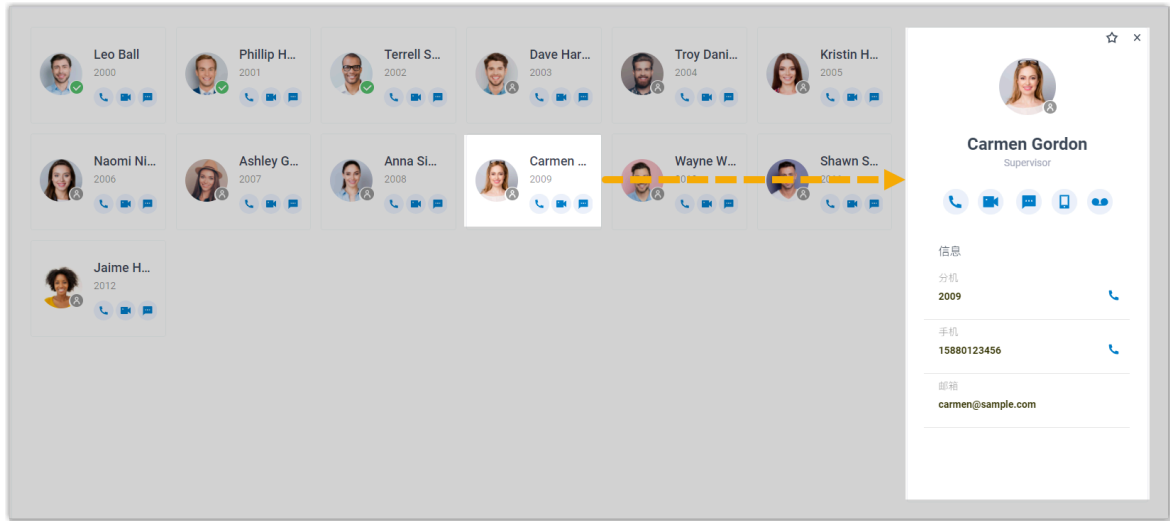 Leo Ball
2000
Phillip H...
2001
Terrell S...
2002
Dave Har...
2003
Troy Dani...
2004
Kristin H...
2005
Naomi Ni...
2006
Ashley G...
2007
Anna Si...
2008
Carmen ...
2009
Wayne W...
Shawn S...
Jaime H...
2012
Carmen Gordon
Supervisor
信息
分机
2009
手机
15880123456
邮箱
carmen@sample.com